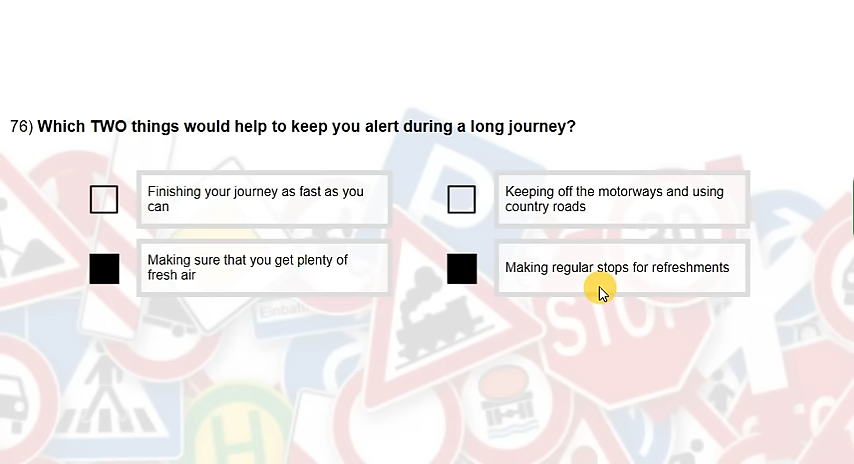 76) Which TWO things would help to keep you alert during a long journey?
Finishing your journey as fast as you
can
Keeping off the motorways and using
country roads
Making sure that you get plenty of
fresh air
Making regular stops for refreshments
STOP
30
P
H